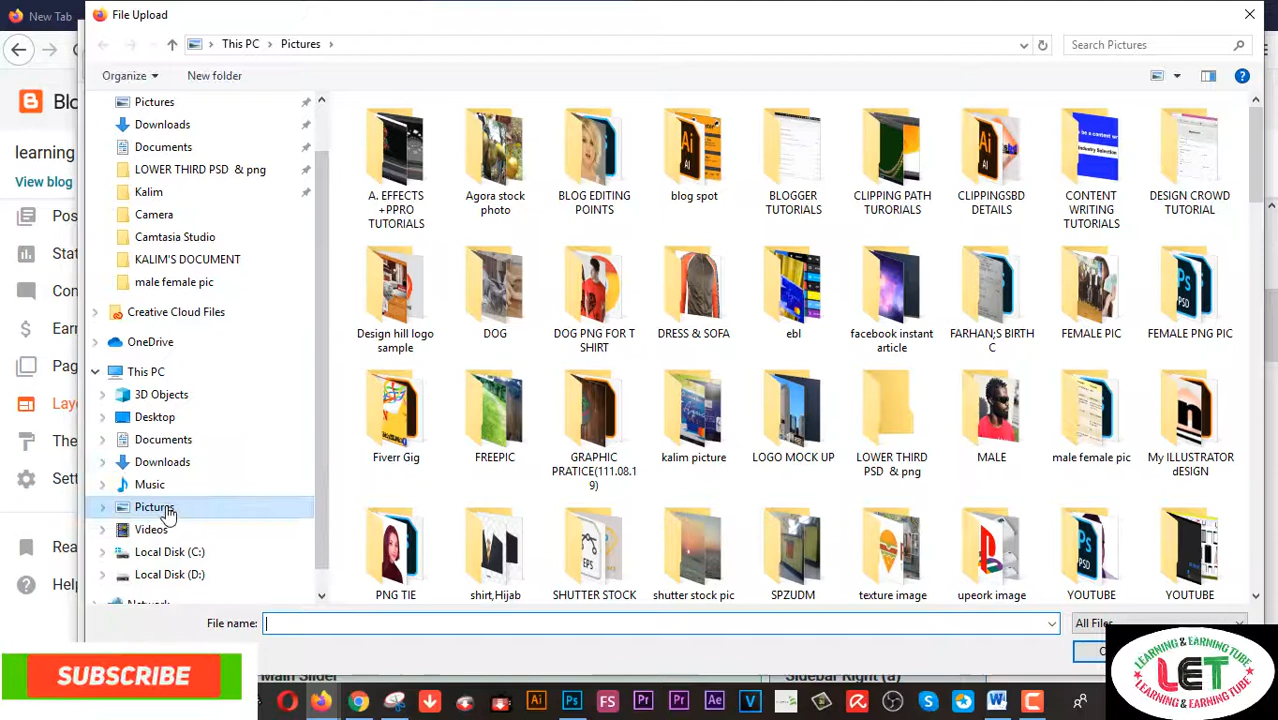 New Tab
File Upload
This PC
Pictures
Search Pictures
Organize
New folder
Blo
learning
View blog
Pos
Stat
Con
Earn
Pag
Lay
The
Sett
Rea
Help
Pictures
Downloads
Documents
LOWER THIRD PSD & png
Kalim
Camera
Camtasia Studio
KALIM'S DOCUMENT
male female pic
Creative Cloud Files
OneDrive
This PC
3D Objects
Desktop
Documents
Downloads
Music
Pictures
Videos
Local Disk (C:)
Local Disk (D:)
Network
A. EFFECTS
+PPRO
TUTORIALS
Agora stock
photo
BLOG EDITING
POINTS
blog spot
BLOGGER
TUTORIALS
CLIPPING PATH
TURORIALS
CLIPPINGSBD
DETAILS
CONTENT
WRITING
TUTORIALS
DESIGN CROWD
TUTORIAL
Design hill logo
sample
DOG
DOG PNG FOR T
SHIRT
DRESS & SOFA
ebl
facebook instant
article
FARHAN;S BIRTH
C
FEMALE PIC
FEMALE PNG PIC
Fiverr Gig
FREEPIC
GRAPHIC
PRATICE(111.08.1
9)
kalim picture
LOGO MOCK UP
LOWER THIRD
PSD & png
MALE
male female pic
My ILLUSTRATOR
dESIGN
PNG TIE
shirt,Hijab
SHUTTER STOCK
shutter stock pic
SPZUDM
texture image
upeork image
YOUTUBE
YOUTUBE
File name:
All Files
Main Slider
Sidebar Right (a)
SUBSCRIBE
LEARNING & EARNING TUBE
LET
LEARNING & EARNING TUBE